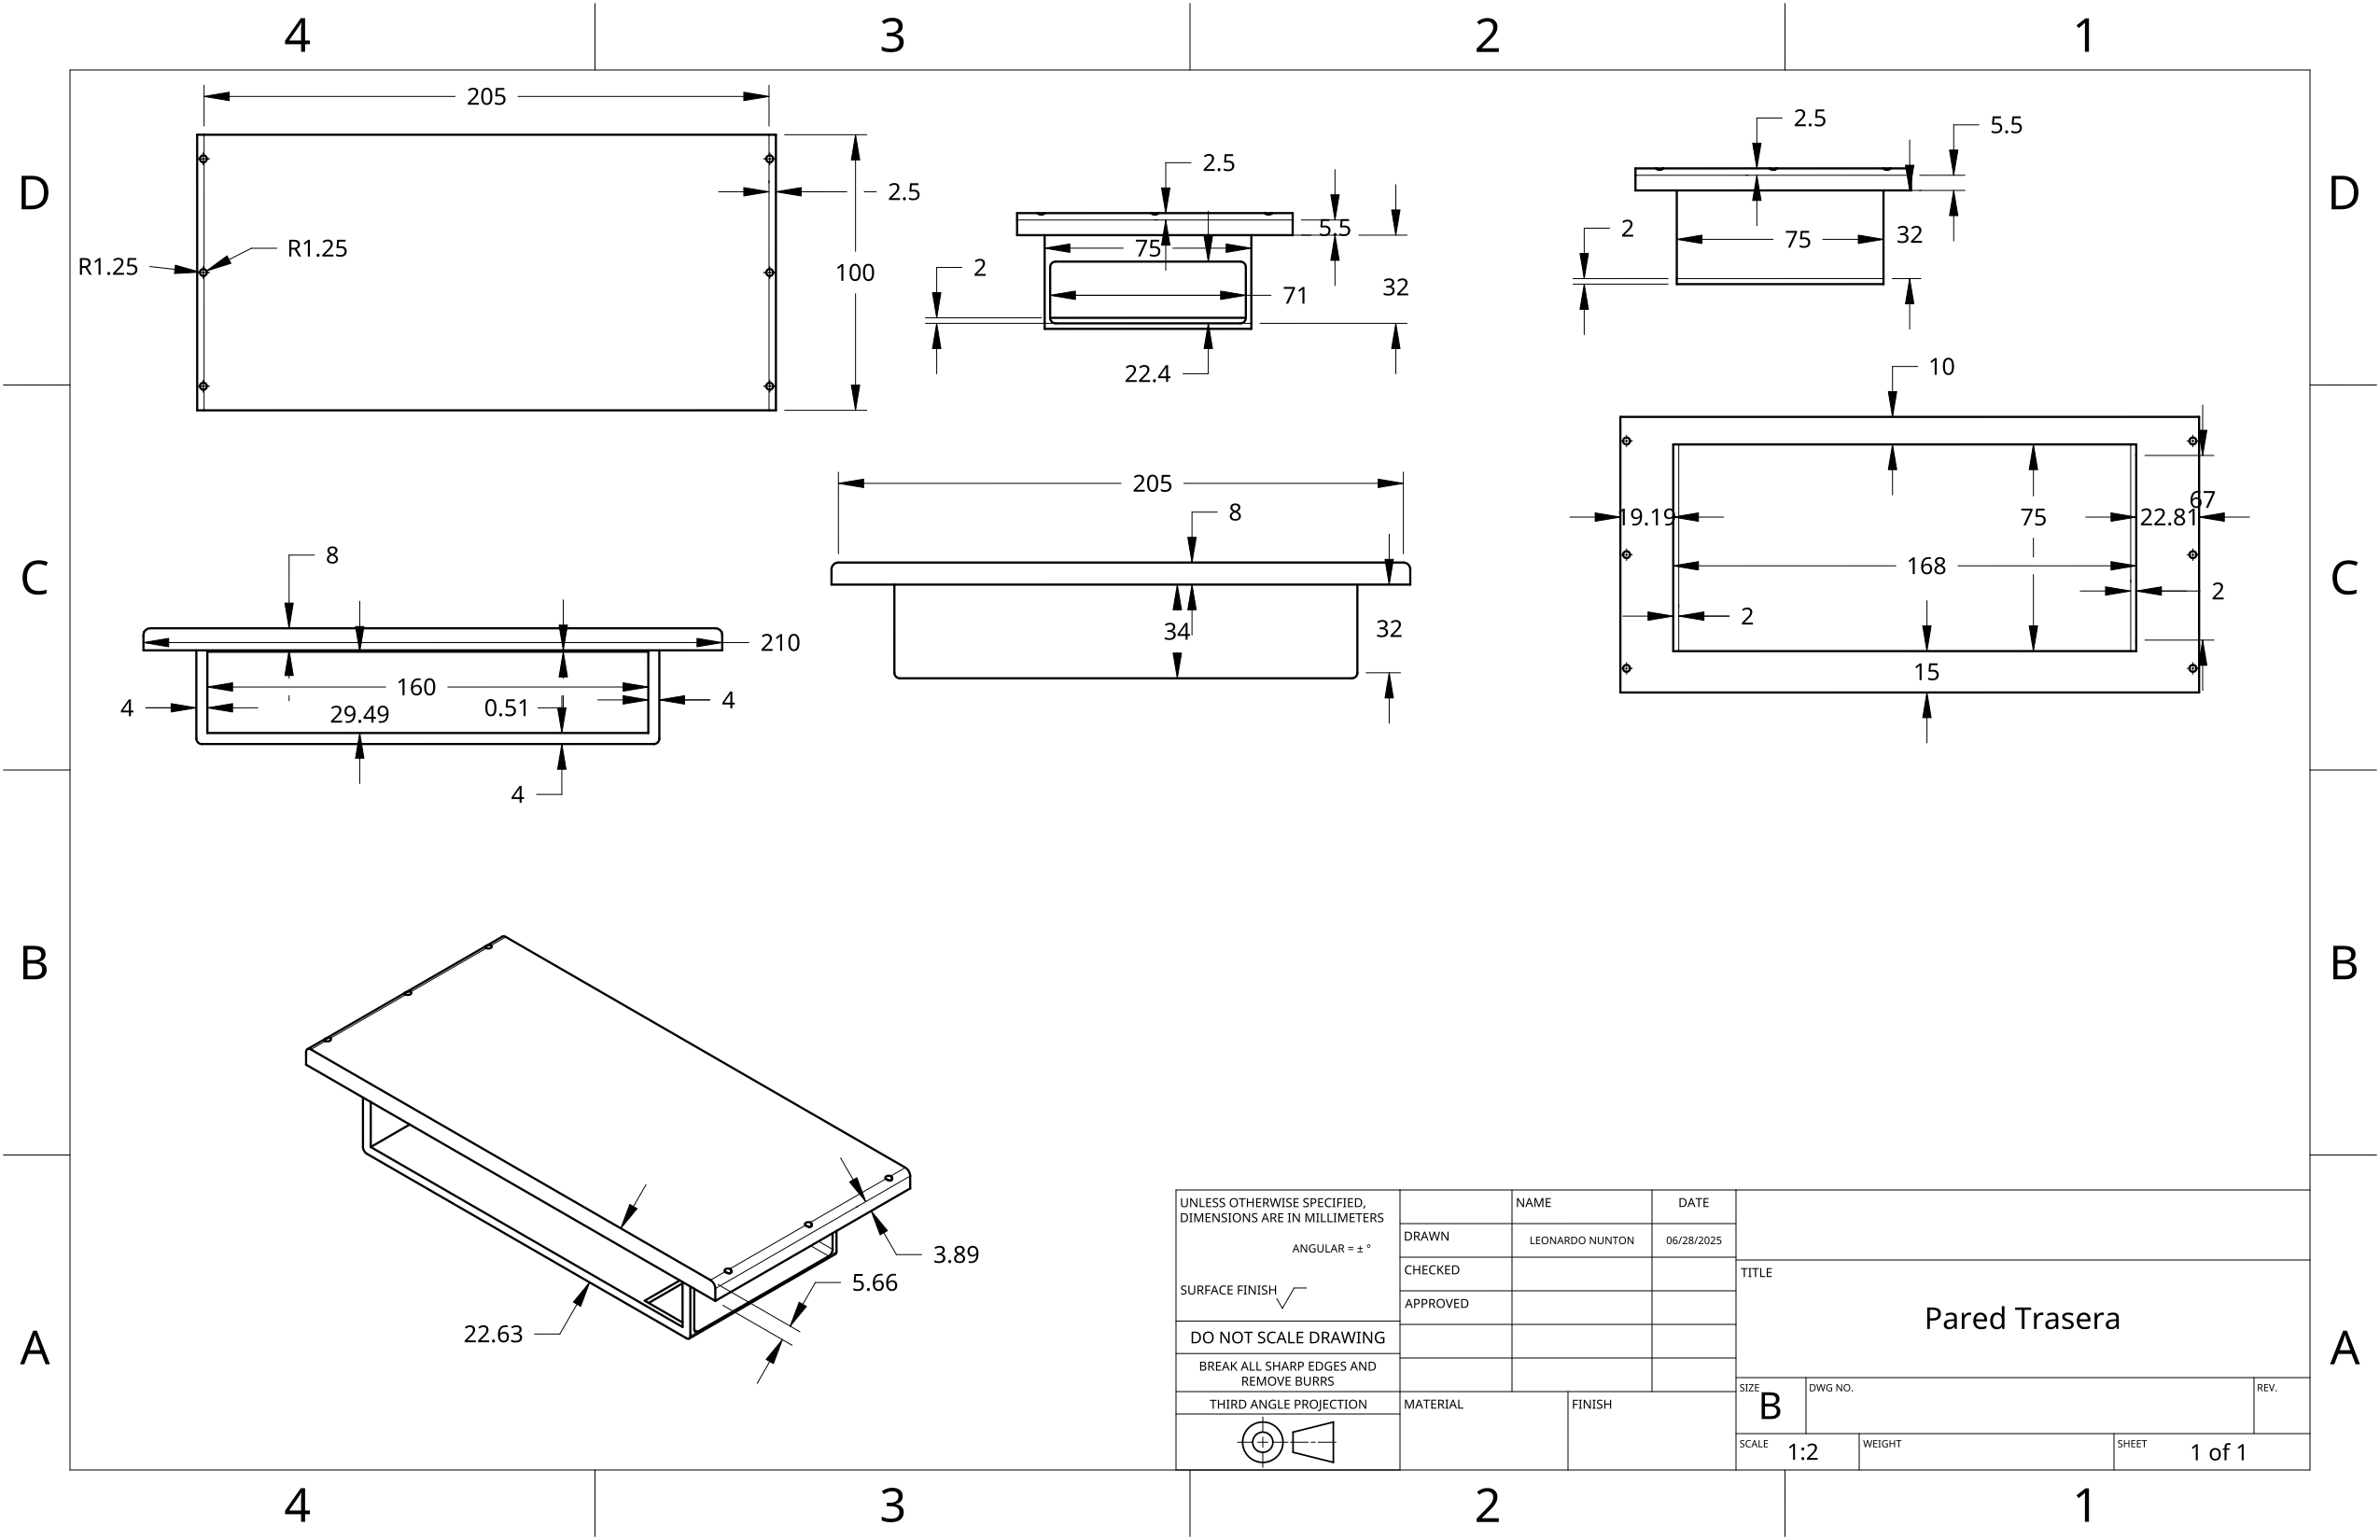 4 3 2 1
D D
C C
B B
A A
4 3 2 1
205
100
2.5
R1.25
R1.25
2.5
5.5
75
2
71
32
22.4
2.5
5.5
2
75
32
8
210
160
4
29.49
0.51
4
4
205
8
34
32
10
67
19.19
75
22.81
168
2
2
15
22.63
3.89
5.66
UNLESS OTHERWISE SPECIFIED,
DIMENSIONS ARE IN MILLIMETERS
ANGULAR = ± °
SURFACE FINISH
DO NOT SCALE DRAWING
BREAK ALL SHARP EDGES AND
REMOVE BURRS
THIRD ANGLE PROJECTION
NAME DATE
DRAWN LEONARDO NUNTON 06/28/2025
CHECKED
APPROVED
MATERIAL FINISH
TITLE
Pared Trasera
SIZE DWG NO. REV.
B
SCALE 1:2 WEIGHT SHEET 1 of 1